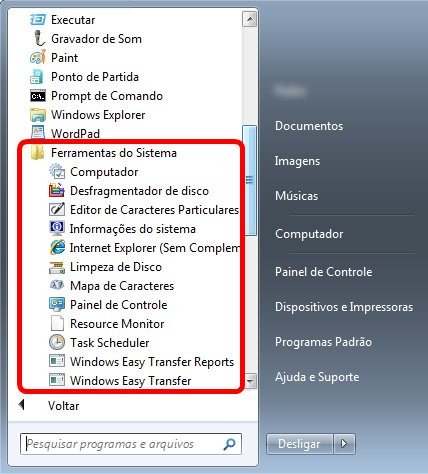 Executar
Gravador de Som
Paint
Ponto de Partida
Prompt de Comando
Windows Explorer
WordPad
Ferramentas do Sistema
Computador
Desfragmentador de disco
Editor de Caracteres Particulares
Informações do sistema
Internet Explorer (Sem Complem
Limpeza de Disco
Mapa de Caracteres
Painel de Controle
Resource Monitor
Task Scheduler
Windows Easy Transfer Reports
Windows Easy Transfer
Voltar
Pesquisar programas e arquivos
Documentos
Imagens
Músicas
Computador
Painel de Controle
Dispositivos e Impressoras
Programas Padrão
Ajuda e Suporte
Desligar